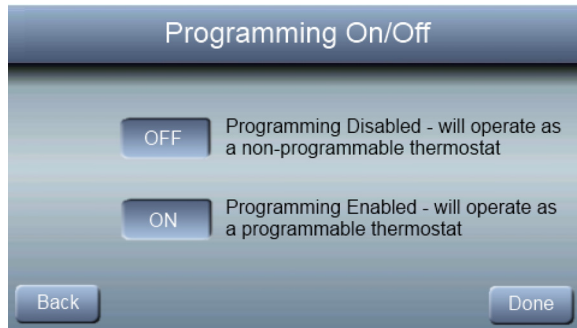 Programming On/Off
OFF
Programming Disabled - will operate as
a non-programmable thermostat
ON
Programming Enabled - will operate as
a programmable thermostat
Back
Done